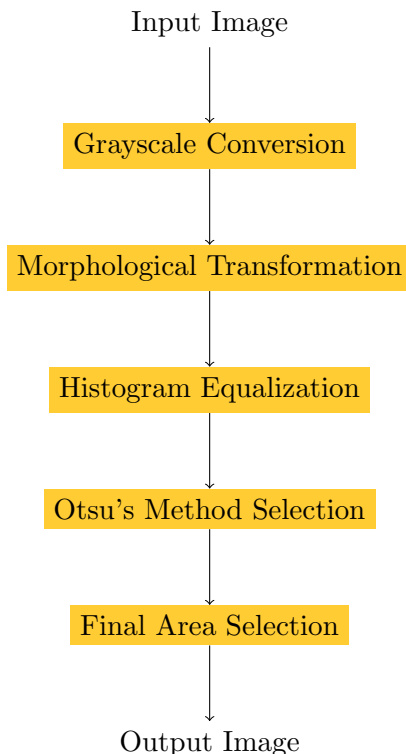 Input Image
Grayscale Conversion
Morphological Transformation
Histogram Equalization
Otsu's Method Selection
Final Area Selection
Output Image